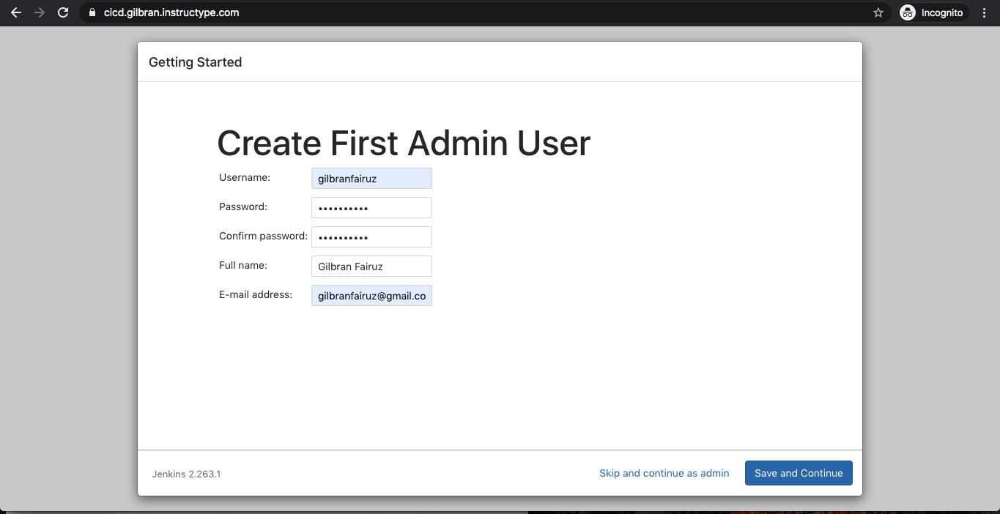 cicd.gilbran.instructype.com
Incognito
Getting Started
Create First Admin User
Username: gilbranfairuz
Password: ••••••••••
Confirm password: ••••••••••
Full name: Gilbran Fairuz
E-mail address: gilbranfairuz@gmail.co
Jenkins 2.263.1
Skip and continue as admin
Save and Continue